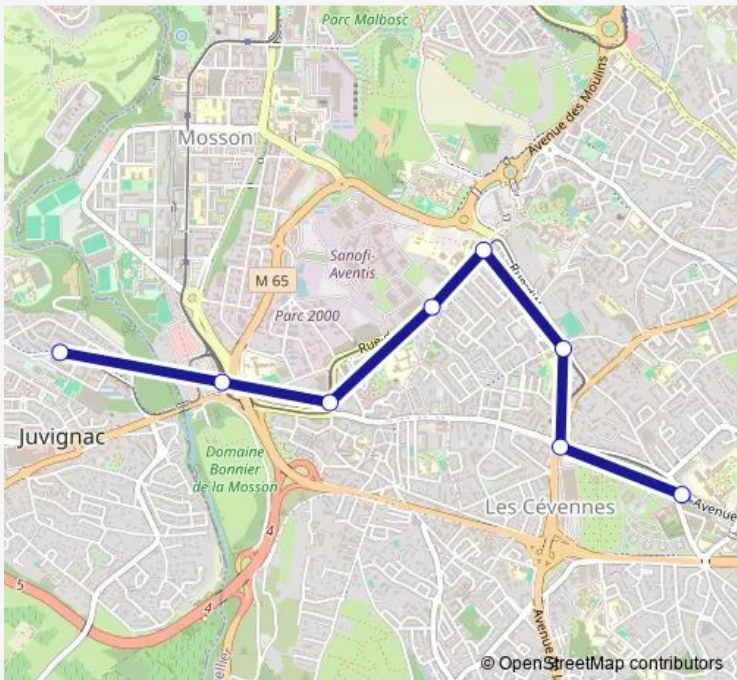 Parc Malbosc
Avenue des Moulins
Mosson
Sanofi-
Aventis
M 65
Parc 2000
Juvignac
Domaine
Bonnier
de la Mosson
Les Cévennes
Avenue
4
5
4
© OpenStreetMap contributors